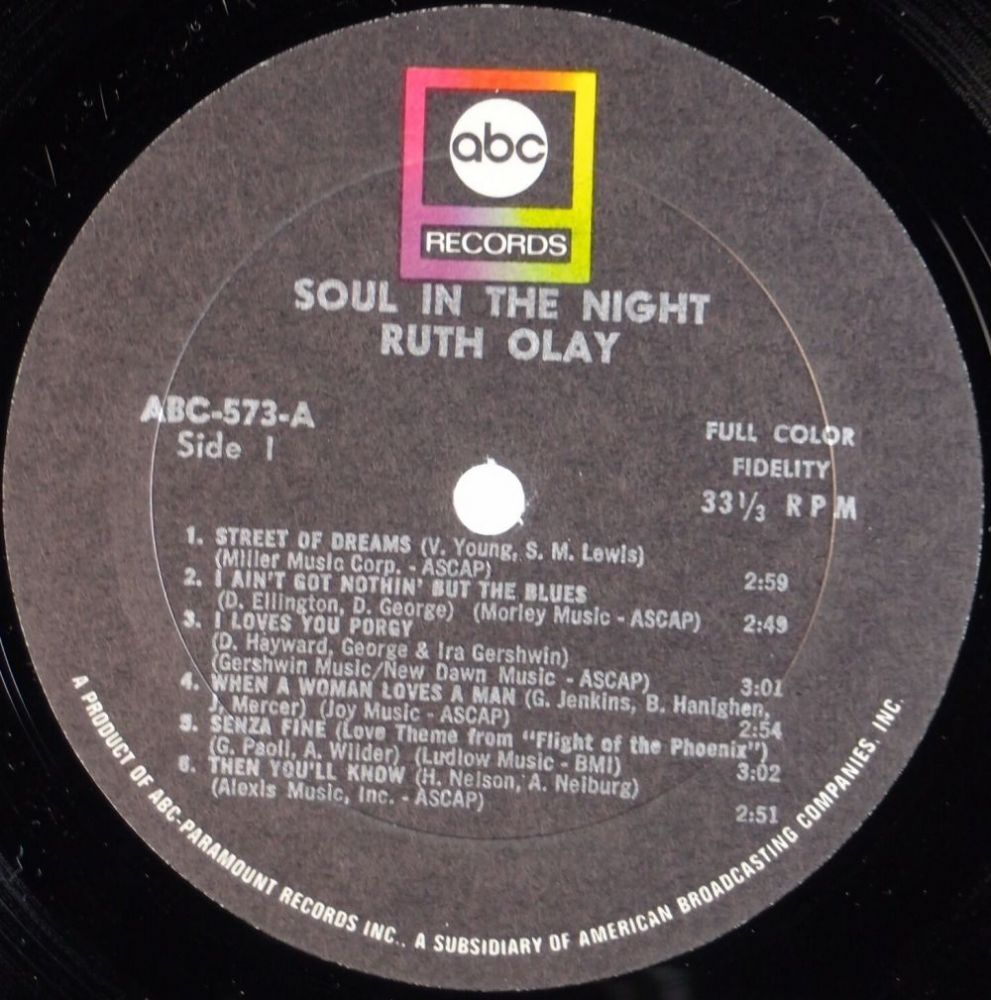 abc
RECORDS
SOUL IN THE NIGHT
RUTH OLAY
ABC-573-A
Side 1
FULL COLOR
FIDELITY
33⅓ RPM
1. STREET OF DREAMS (V. Young, S. M. Lewis)
(Miller Music Corp. - ASCAP) 2:59
2. I AIN'T GOT NOTHIN' BUT THE BLUES
(D. Ellington, D. George) (Morley Music - ASCAP) 2:49
3. I LOVES YOU PORGY
(D. Hayward, George & Ira Gershwin)
(Gershwin Music/New Dawn Music - ASCAP) 3:01
4. WHEN A WOMAN LOVES A MAN (G. Jenkins, B. Hanighen,
J. Mercer) (Joy Music - ASCAP) 2:54
5. SENZA FINE (Love Theme from "Flight of the Phoenix")
(G. Paoli, A. Wilder) (Ludlow Music - BMI) 3:02
6. THEN YOU'LL KNOW (H. Nelson, A. Neiburg)
(Alexis Music, Inc. - ASCAP) 2:51
A PRODUCT OF ABC-PARAMOUNT RECORDS INC., A SUBSIDIARY OF AMERICAN BROADCASTING COMPANIES, INC.